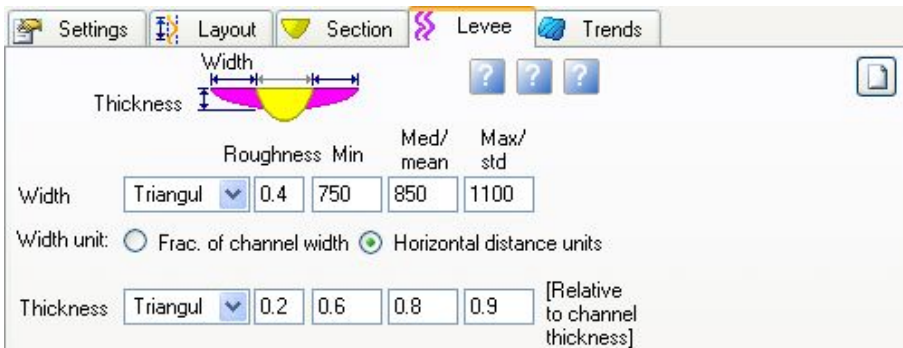 Settings Layout Section Levee Trends
Width
Thickness
? ? ?
Roughness Min Med/ mean Max/ std
Width Triangul 0.4 750 850 1100
Width unit: Frac. of channel width Horizontal distance units
Thickness Triangul 0.2 0.6 0.8 0.9 [Relative
to channel
thickness]